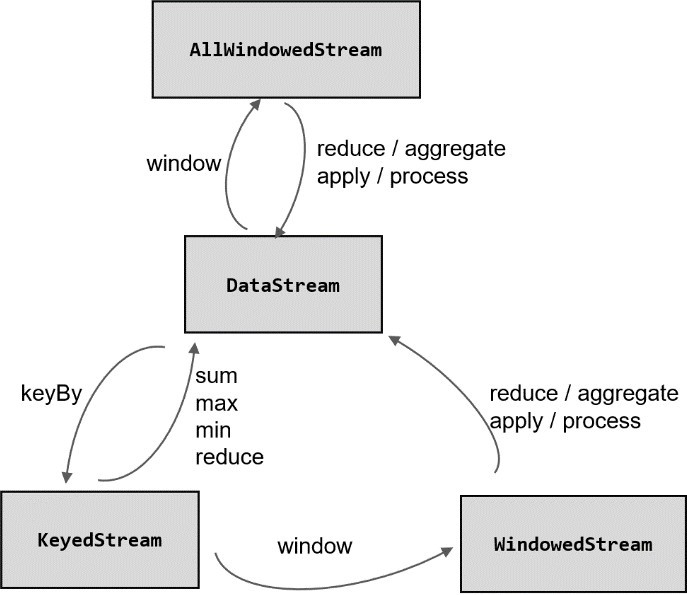 AllWindowedStream
window
reduce / aggregate
apply / process
DataStream
keyBy
sum
max
min
reduce
reduce / aggregate
apply / process
KeyedStream
window
WindowedStream